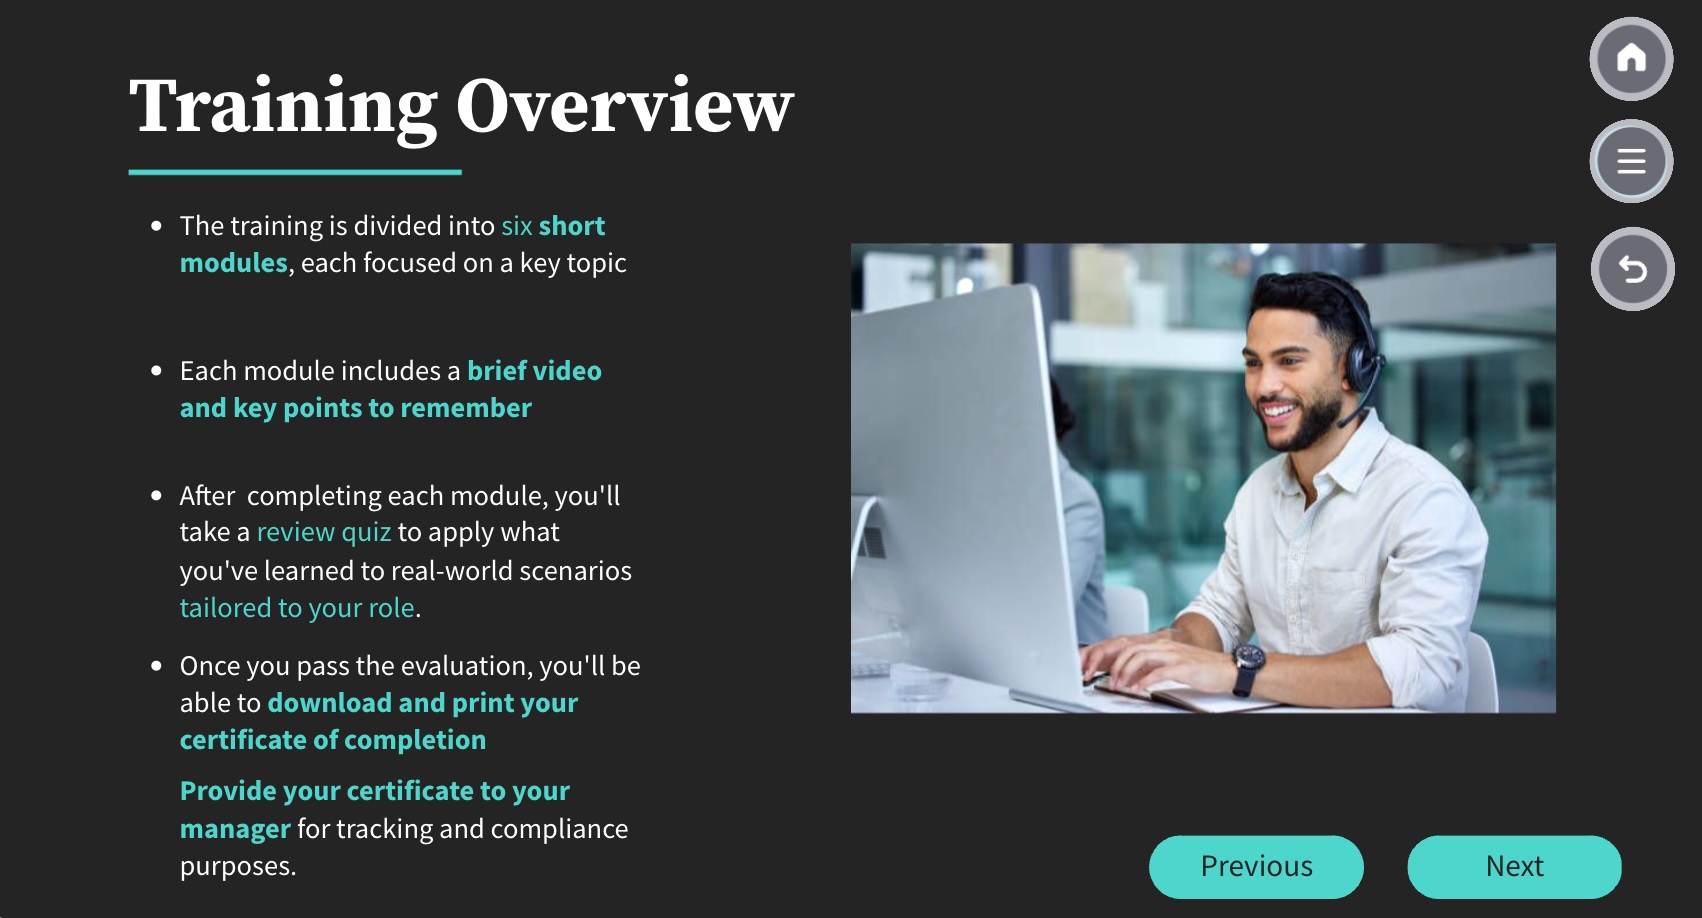 Training Overview
The training is divided into six short
modules, each focused on a key topic
Each module includes a brief video
and key points to remember
After  completing each module, you'll
take a review quiz to apply what
you've learned to real-world scenarios
tailored to your role.
Once you pass the evaluation, you'll be
able to download and print your
certificate of completion
Provide your certificate to your
manager for tracking and compliance
purposes.
Previous
Next